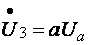 U̇₃ = aUₐ